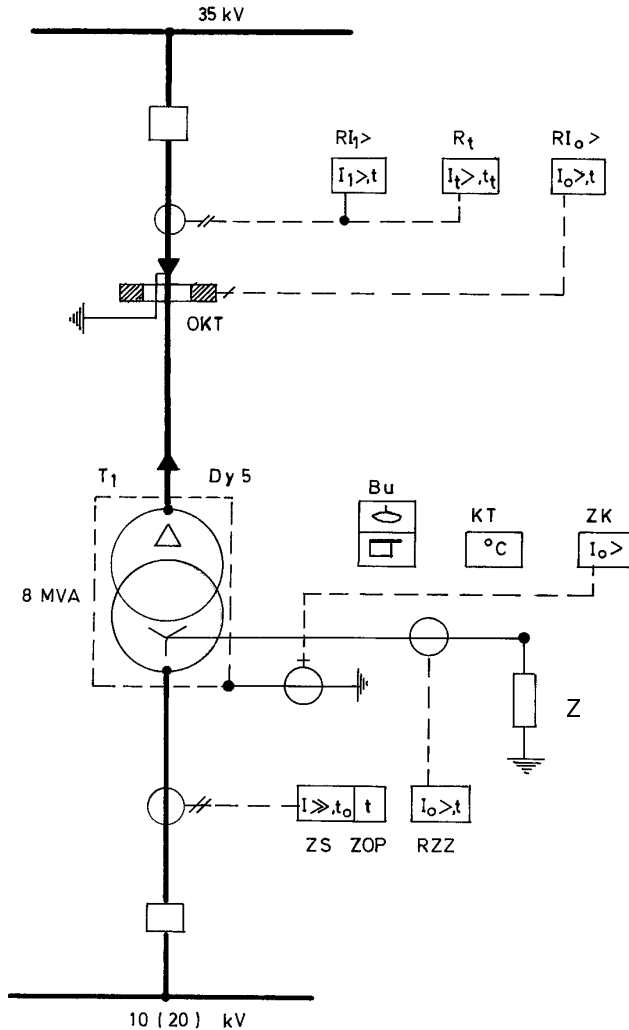 35 kV
RI₁> Rₜ RI₀>
I₁>,t Iₜ>,tₜ I₀>,t
OKT
T₁ Dy 5
Bu
KT ZK
°C I₀>
8 MVA
Z
I≫,t₀ t I₀>,t
ZS ZOP RZZ
10 (20) kV